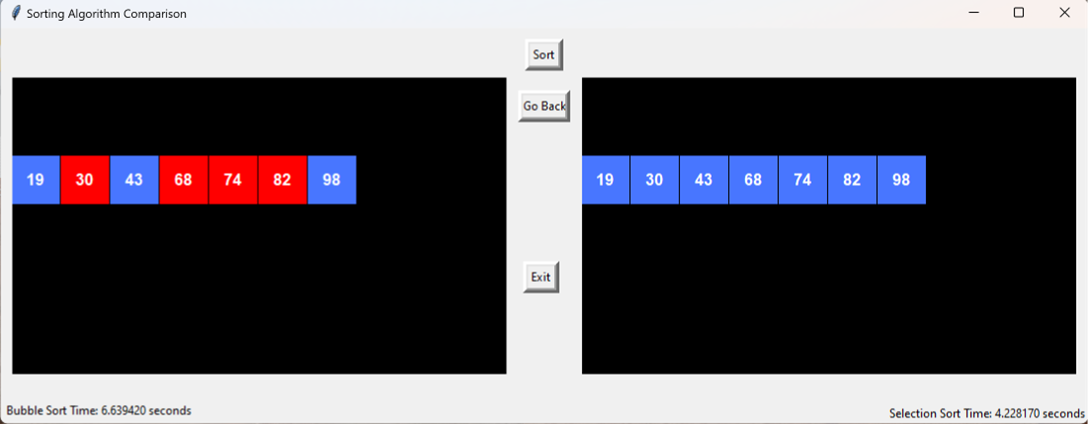 Sorting Algorithm Comparison
Sort
Go Back
19 30 43 68 74 82 98
19 30 43 68 74 82 98
Exit
Bubble Sort Time: 6.639420 seconds
Selection Sort Time: 4.228170 seconds